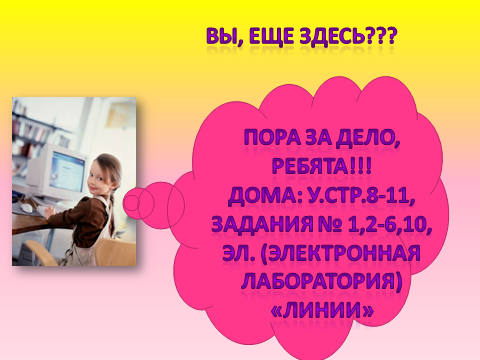 ВЫ, ЕЩЕ ЗДЕСЬ???
ПОРА ЗА ДЕЛО,
РЕБЯТА!!!
ДОМА: У.СТР.8-11,
ЗАДАНИЯ № 1,2-6,10,
ЭЛ. (ЭЛЕКТРОННАЯ
ЛАБОРАТОРИЯ)
«ЛИНИИ»